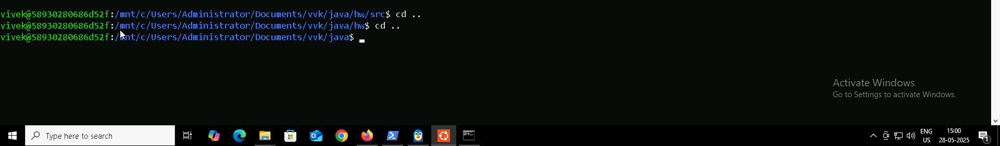 vivek@58930280686d52f:/mnt/c/Users/Administrator/Documents/vvk/java/hw/src$ cd ..
vivek@58930280686d52f:/mnt/c/Users/Administrator/Documents/vvk/java/hw$ cd ..
vivek@58930280686d52f:/mnt/c/Users/Administrator/Documents/vvk/java$
Activate Windows
Go to Settings to activate Windows.
Type here to search
ENG
US
15:00
28-05-2025
1